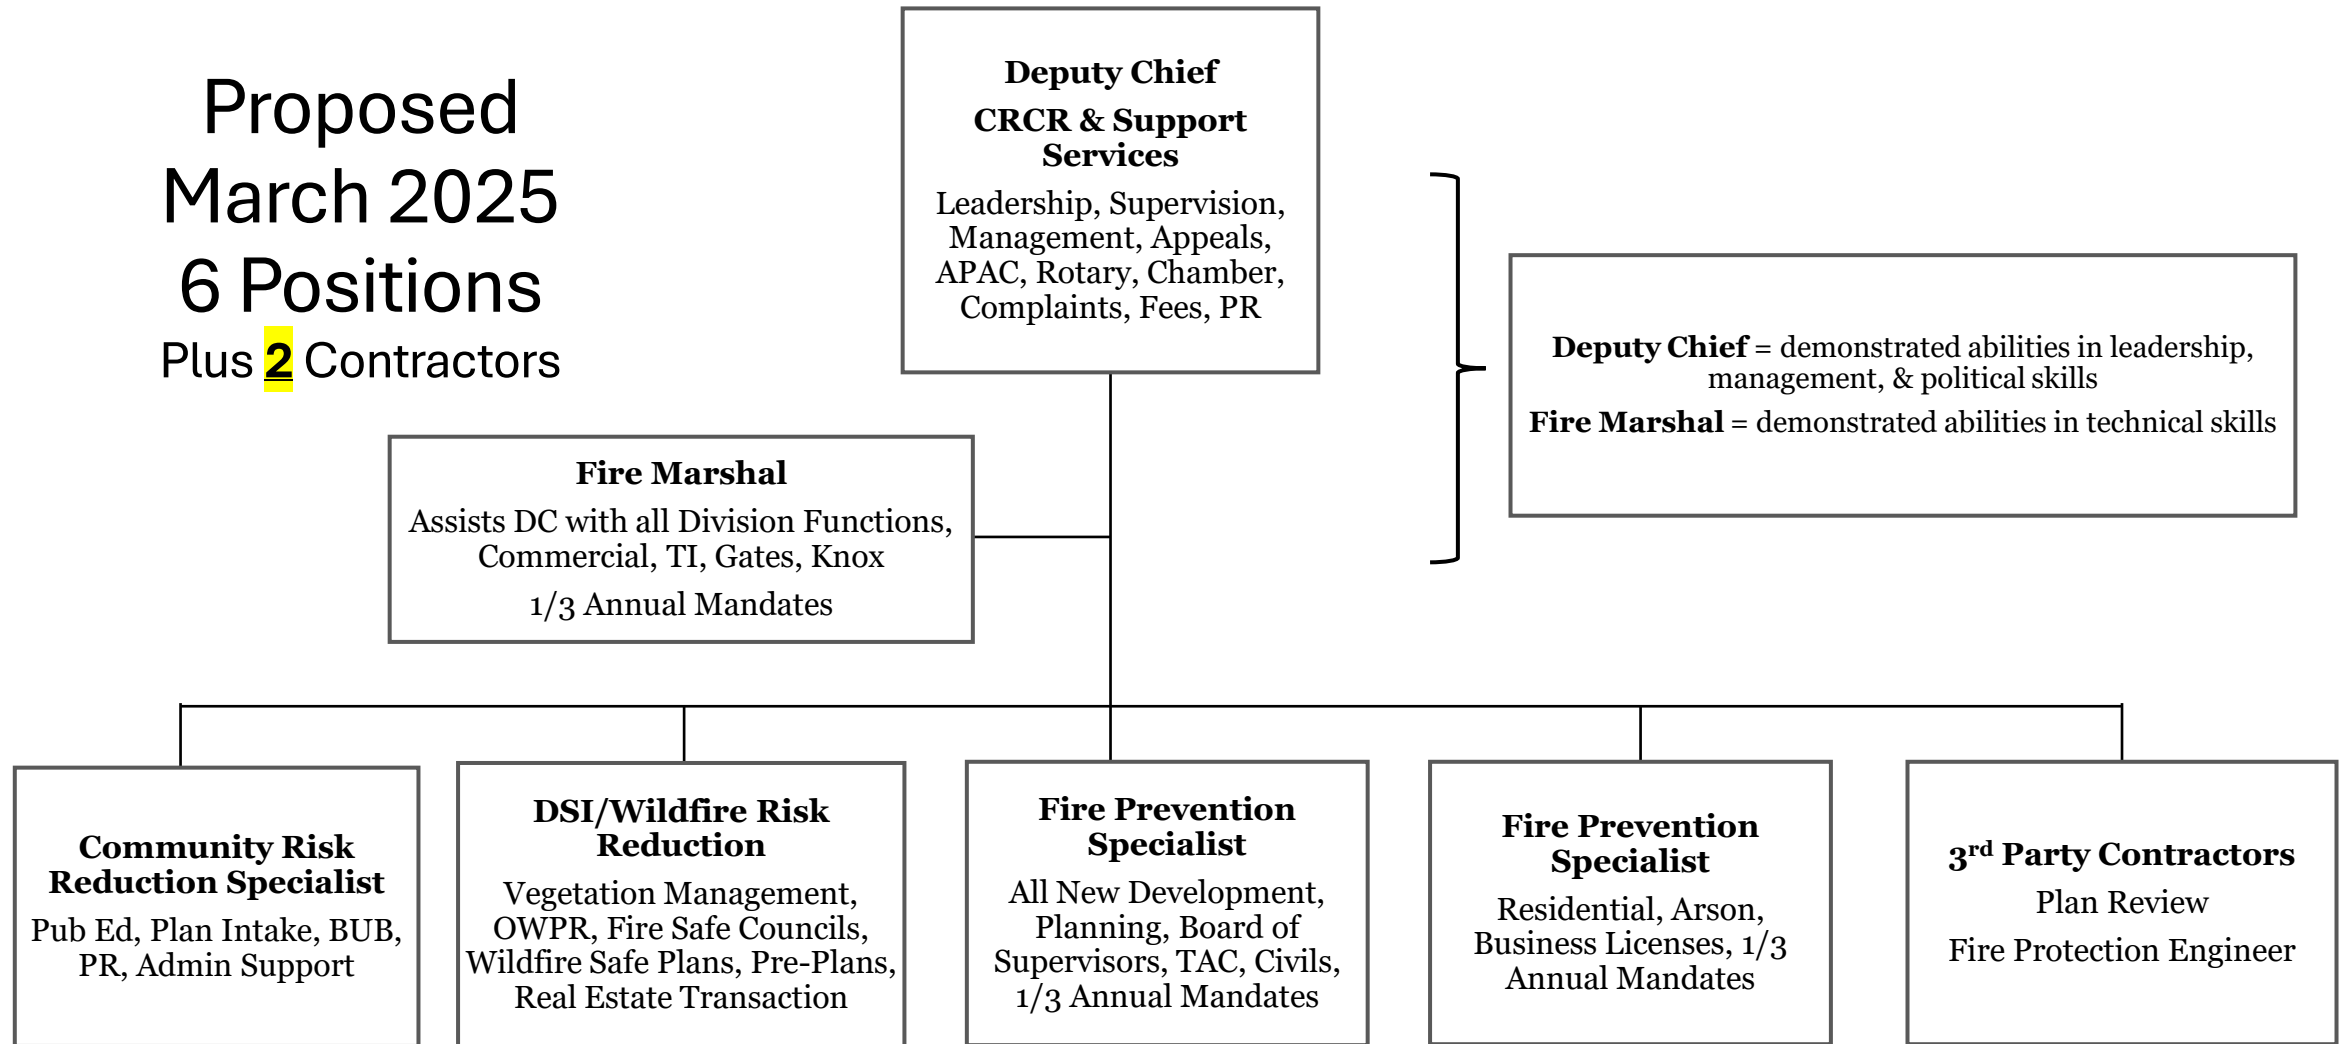 Proposed
March 2025
6 Positions
Plus 2 Contractors
Deputy Chief
CRCR & Support
Services
Leadership, Supervision,
Management, Appeals,
APAC, Rotary, Chamber,
Complaints, Fees, PR
Deputy Chief = demonstrated abilities in leadership,
management, & political skills
Fire Marshal = demonstrated abilities in technical skills
Fire Marshal
Assists DC with all Division Functions,
Commercial, TI, Gates, Knox
1/3 Annual Mandates
Community Risk
Reduction Specialist
Pub Ed, Plan Intake, BUB,
PR, Admin Support
DSI/Wildfire Risk
Reduction
Vegetation Management,
OWPR, Fire Safe Councils,
Wildfire Safe Plans, Pre-Plans,
Real Estate Transaction
Fire Prevention
Specialist
All New Development,
Planning, Board of
Supervisors, TAC, Civils,
1/3 Annual Mandates
Fire Prevention
Specialist
Residential, Arson,
Business Licenses, 1/3
Annual Mandates
3rd Party Contractors
Plan Review
Fire Protection Engineer